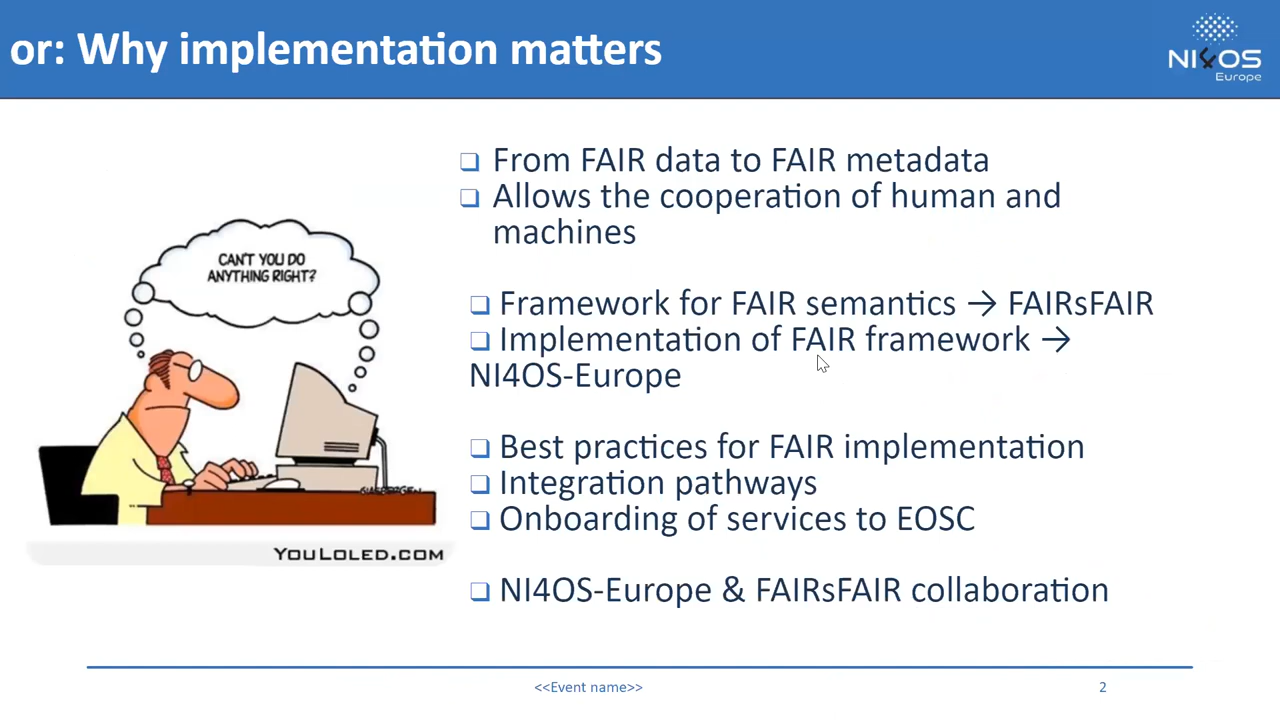 or: Why implementation matters
NI4OS
Europe
CAN'T YOU DO
ANYTHING RIGHT?
GLASBERGEN
YOULOLED.COM
❑ From FAIR data to FAIR metadata
❑ Allows the cooperation of human and
machines
❑ Framework for FAIR semantics → FAIRsFAIR
❑ Implementation of FAIR framework →
NI4OS-Europe
❑ Best practices for FAIR implementation
❑ Integration pathways
❑ Onboarding of services to EOSC
❑ NI4OS-Europe & FAIRsFAIR collaboration
<<Event name>>
2